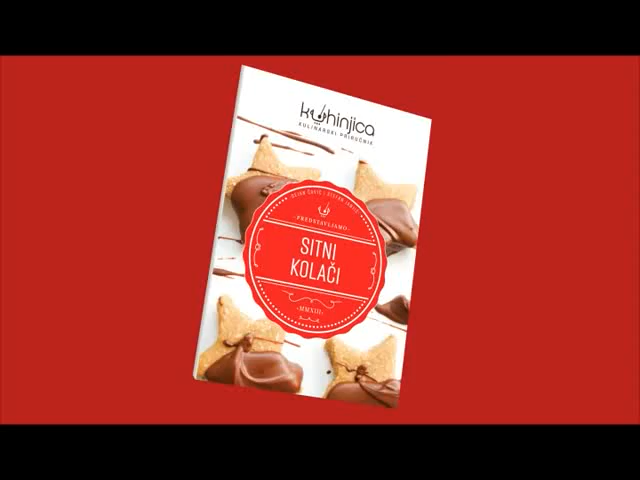 kuhinjica
KULINARSKI PRIRUČNIK
·PREDSTAVLJAMO·
SITNI
KOLAČI
·MMXIII·